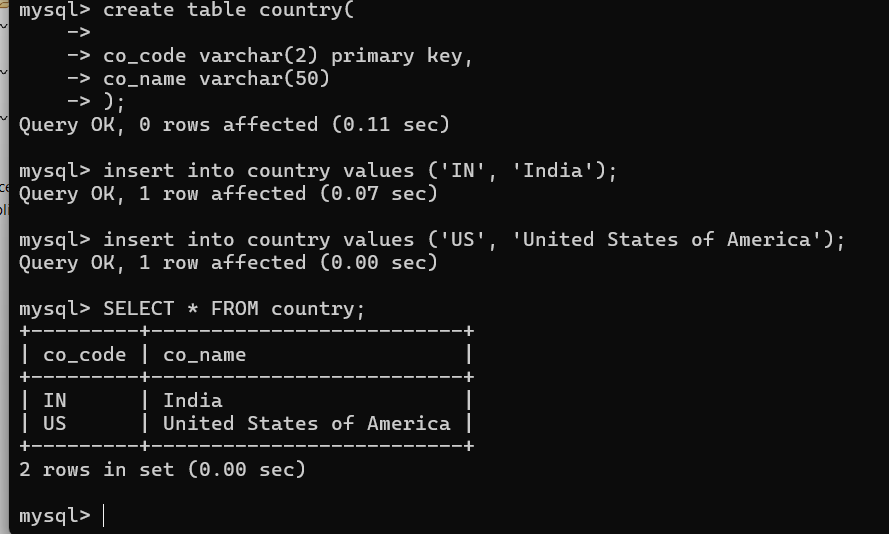 mysql> create table country(
    ->
    -> co_code varchar(2) primary key,
    -> co_name varchar(50)
    -> );
Query OK, 0 rows affected (0.11 sec)

mysql> insert into country values ('IN', 'India');
Query OK, 1 row affected (0.07 sec)

mysql> insert into country values ('US', 'United States of America');
Query OK, 1 row affected (0.00 sec)

mysql> SELECT * FROM country;
+---------+--------------------------+
| co_code | co_name                  |
+---------+--------------------------+
| IN      | India                    |
| US      | United States of America |
+---------+--------------------------+
2 rows in set (0.00 sec)

mysql>